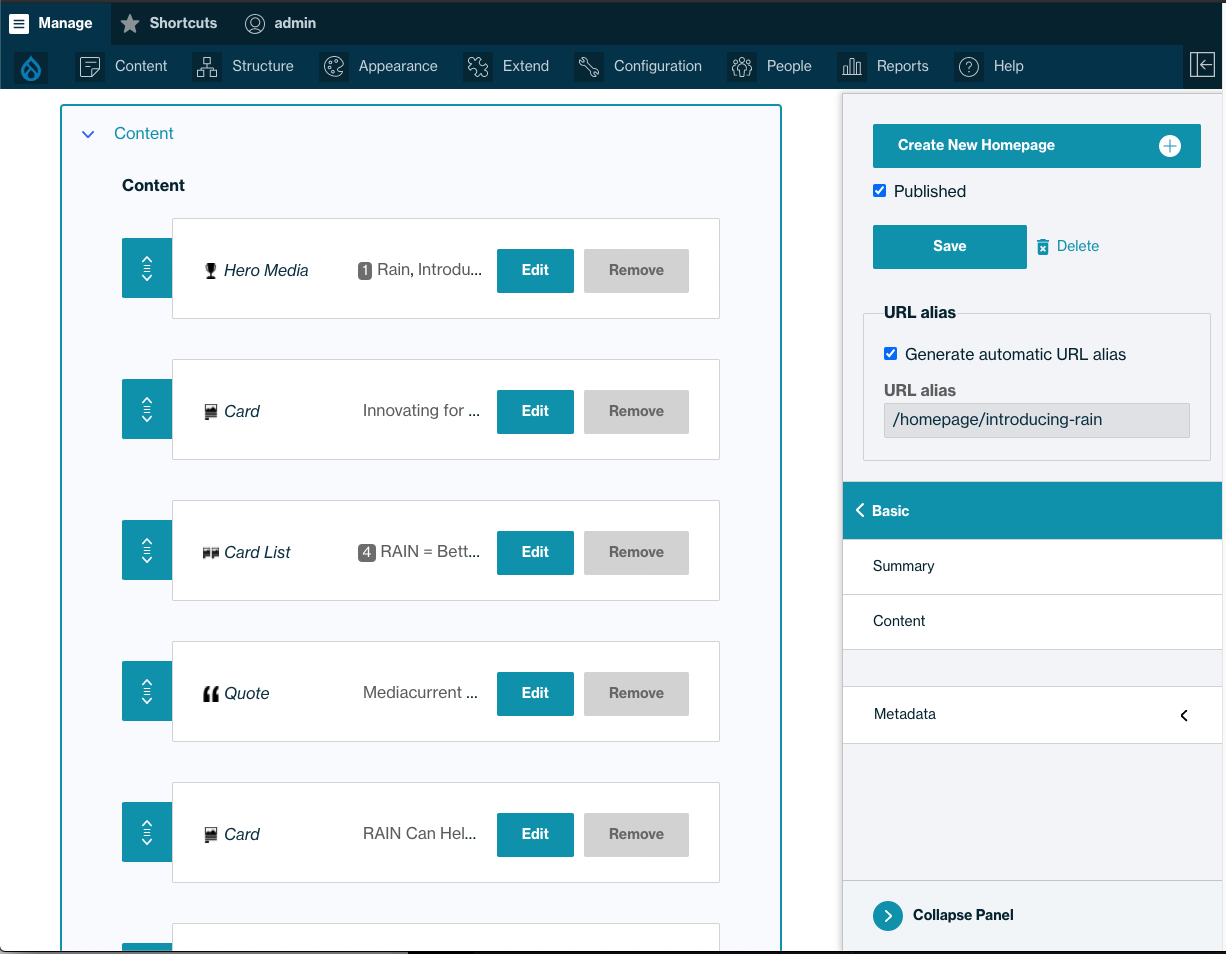 Manage Shortcuts admin
Content Structure Appearance Extend Configuration People Reports Help
Content
Content
Hero Media 1 Rain, Introdu... Edit Remove
Card Innovating for ... Edit Remove
Card List 4 RAIN = Bett... Edit Remove
Quote Mediacurrent ... Edit Remove
Card RAIN Can Hel... Edit Remove
Create New Homepage
Published
Save Delete
URL alias
Generate automatic URL alias
URL alias
/homepage/introducing-rain
Basic
Summary
Content
Metadata
Collapse Panel